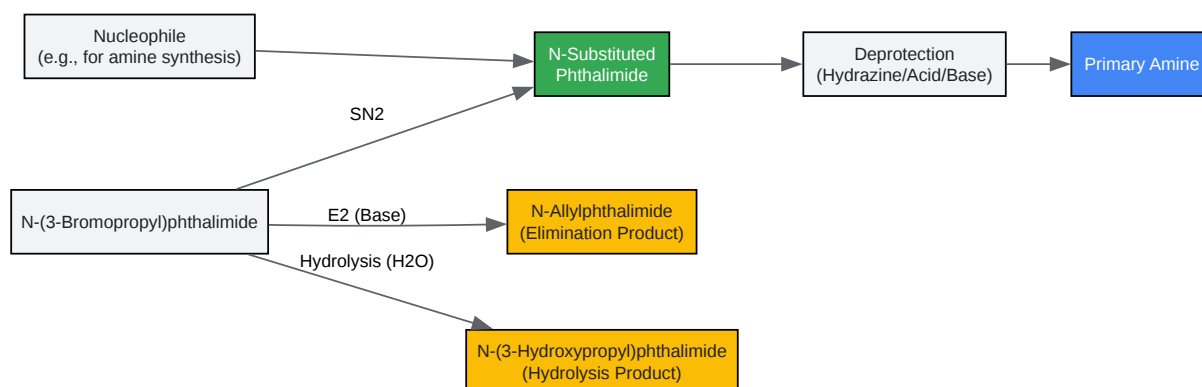 Nucleophile
(e.g., for amine synthesis)
N-Substituted
Phthalimide
Deprotection
(Hydrazine/Acid/Base)
Primary Amine
SN2
N-(3-Bromopropyl)phthalimide
E2 (Base)
N-Allylphthalimide
(Elimination Product)
Hydrolysis (H2O)
N-(3-Hydroxypropyl)phthalimide
(Hydrolysis Product)